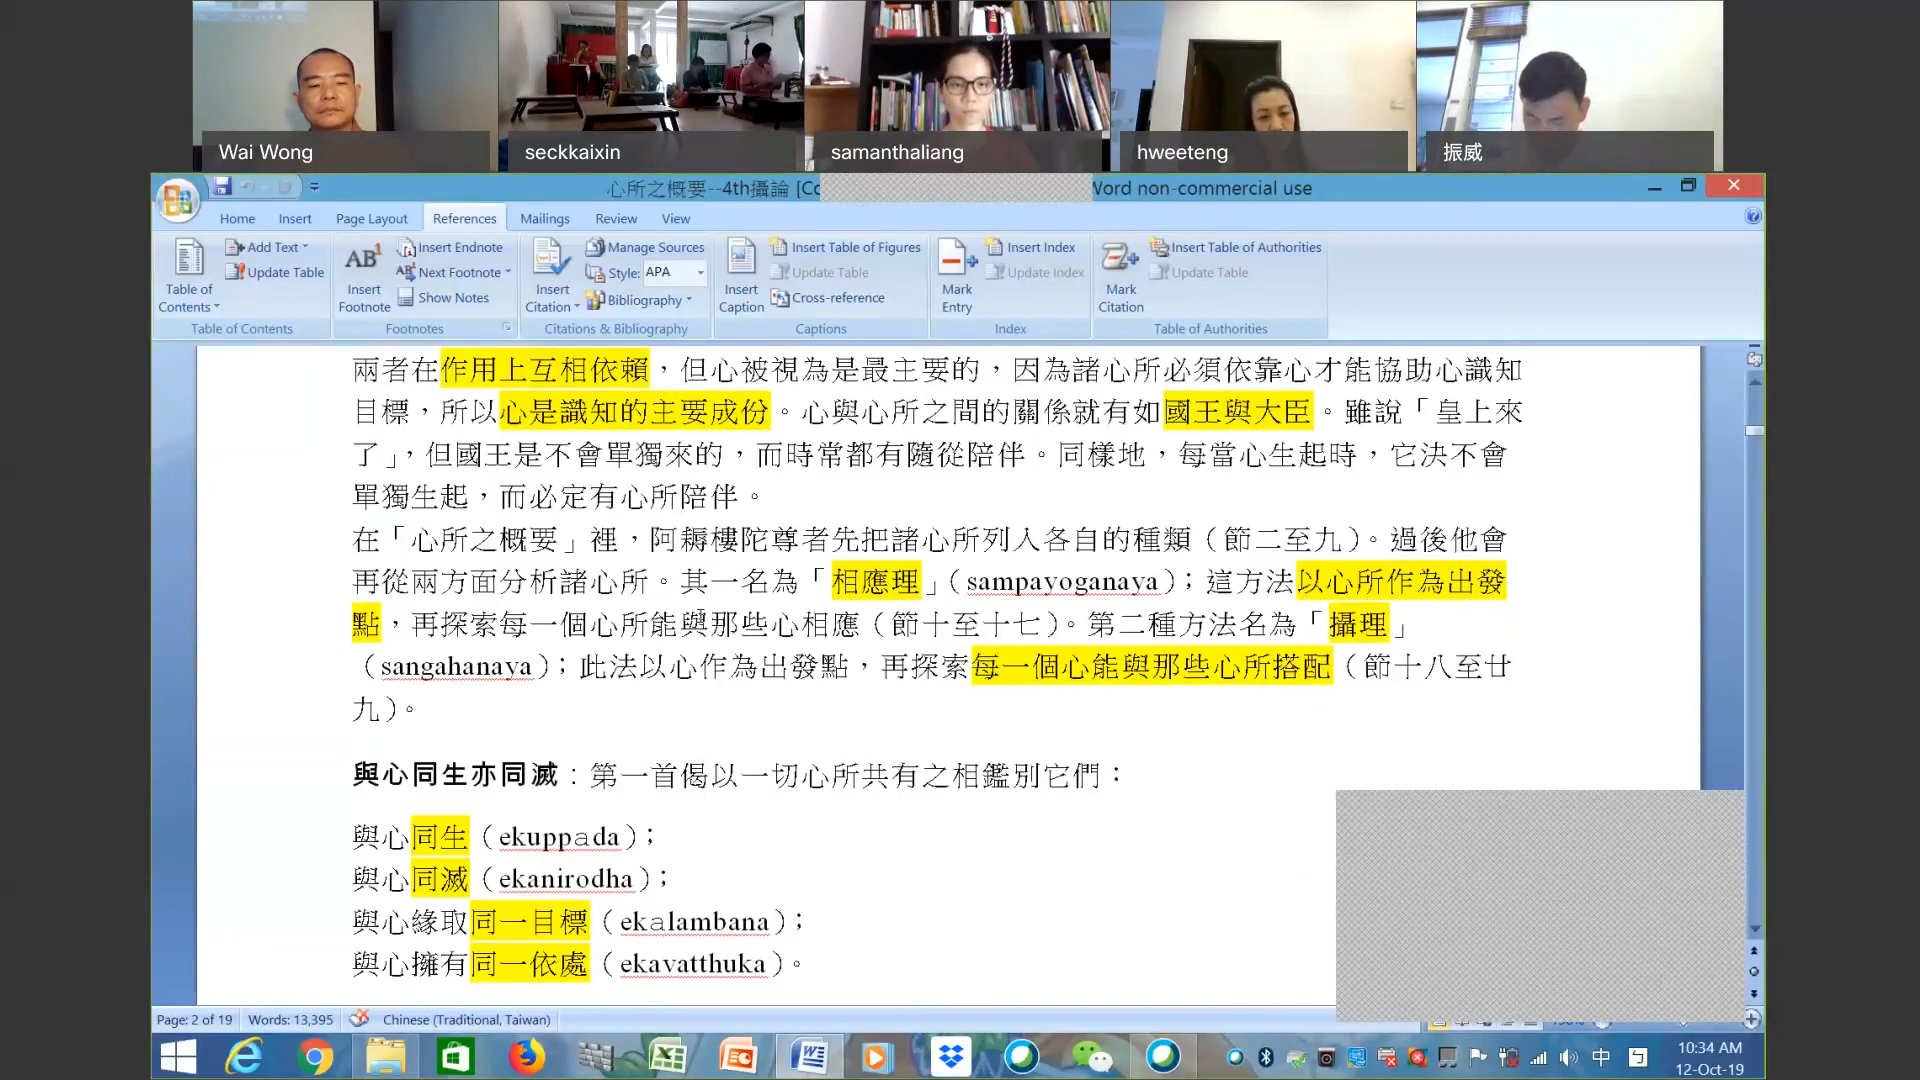 Wai Wong
seckkaixin
samanthaliang
hweeteng
振威
心所之概要--4th攝論 [Co
Word non-commercial use
Home Insert Page Layout References Mailings Review View
Table of Contents
Add Text
Update Table
Table of Contents
AB¹
Insert Footnote
Insert Endnote
Next Footnote
Show Notes
Footnotes
Insert Citation
Manage Sources
Style: APA
Bibliography
Citations & Bibliography
Insert Caption
Insert Table of Figures
Update Table
Cross-reference
Captions
Mark Entry
Insert Index
Update Index
Index
Mark Citation
Insert Table of Authorities
Update Table
Table of Authorities
兩者在作用上互相依賴，但心被視為是最主要的，因為諸心所必須依靠心才能協助心識知
目標，所以心是識知的主要成份。心與心所之間的關係就有如國王與大臣。雖說「皇上來
了」，但國王是不會單獨來的，而時常都有隨從陪伴。同樣地，每當心生起時，它決不會
單獨生起，而必定有心所陪伴。
在「心所之概要」裡，阿耨樓陀尊者先把諸心所列入各自的種類（節二至九）。過後他會
再從兩方面分析諸心所。其一名為「相應理」（sampayoganaya）；這方法以心所作為出發
點，再探索每一個心所能與那些心相應（節十至十七）。第二種方法名為「攝理」
（sangahanaya）；此法以心作為出發點，再探索每一個心能與那些心所搭配（節十八至廿
九）。
與心同生亦同滅：第一首偈以一切心所共有之相鑑別它們：
與心同生（ekuppada）；
與心同滅（ekanirodha）；
與心緣取同一目標（ekalambana）；
與心擁有同一依處（ekavatthuka）。
Page: 2 of 19 Words: 13,395 Chinese (Traditional, Taiwan)
中
10:34 AM
12-Oct-19